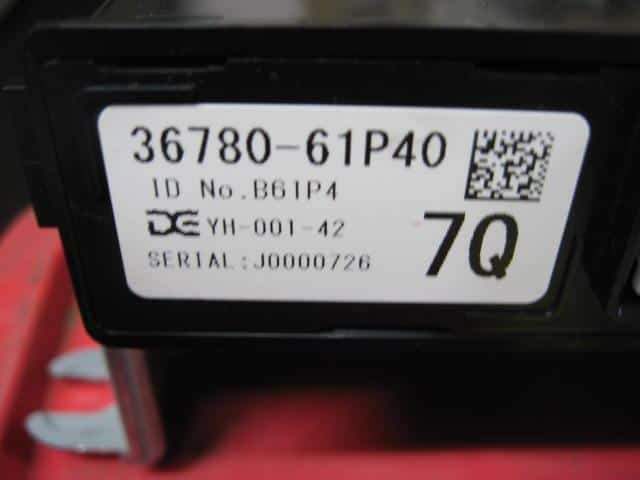 36780-61P40
ID No.B61P4
YH-001-42
SERIAL:J0000726
7Q